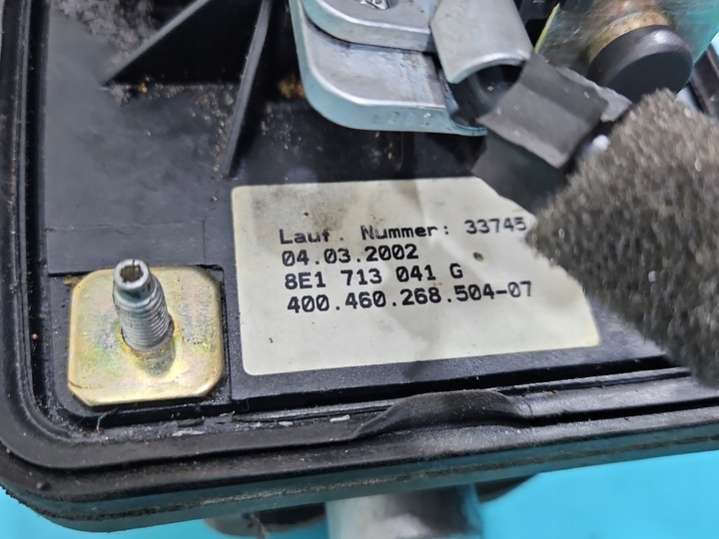 Lauf. Nummer: 33745
04.03.2002
8E1 713 041 G
400.460.268.504-07